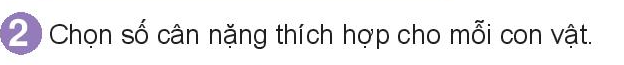 2 Chọn số cân nặng thích hợp cho mỗi con vật.